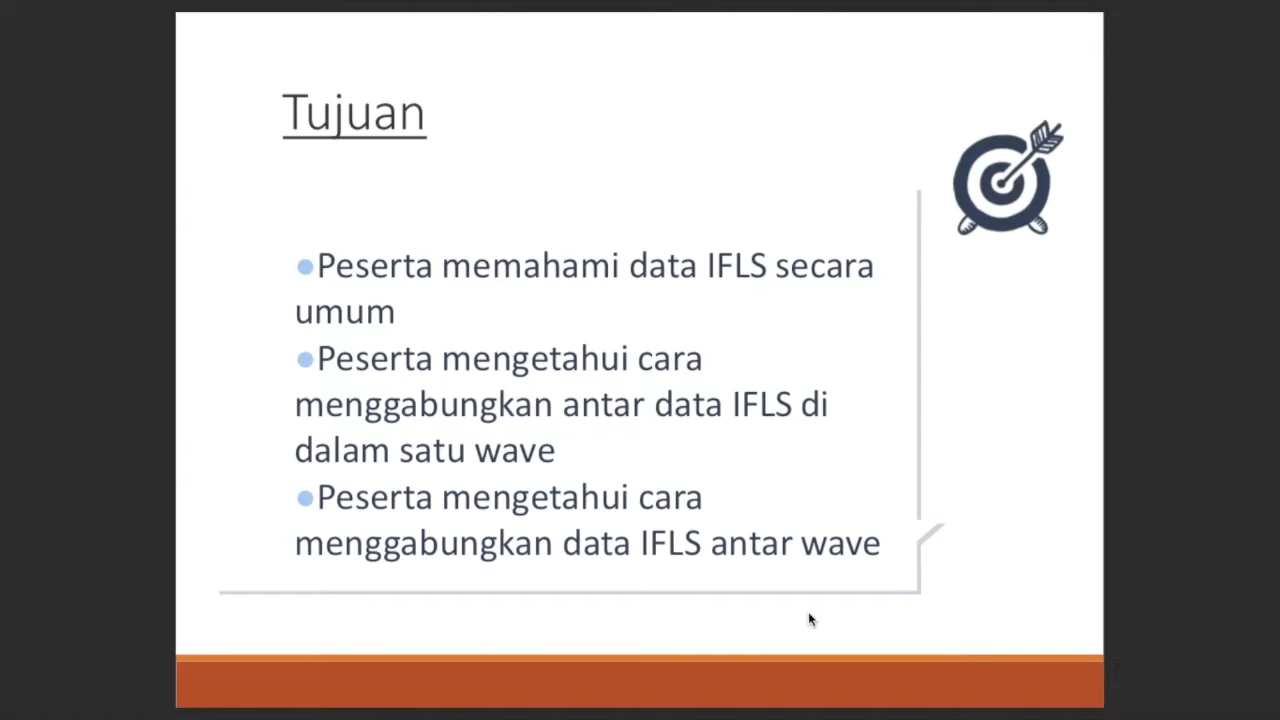 Tujuan
●Peserta memahami data IFLS secara
umum
●Peserta mengetahui cara
menggabungkan antar data IFLS di
dalam satu wave
●Peserta mengetahui cara
menggabungkan data IFLS antar wave